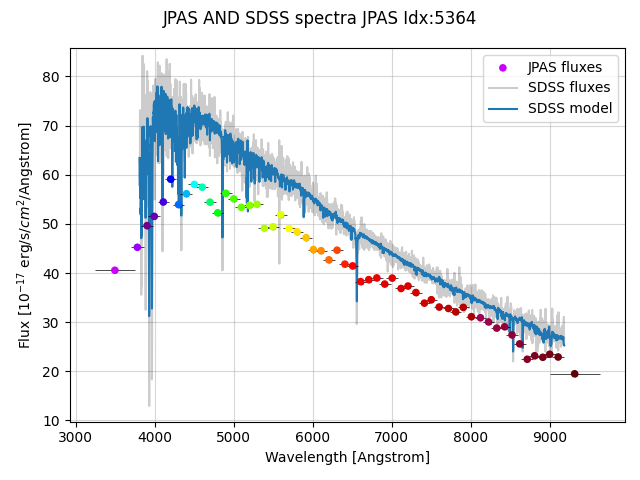 JPAS AND SDSS spectra JPAS Idx:5364
80
70
60
50
40
30
20
10
Flux [10⁻¹⁷ erg/s/cm²/Angstrom]
JPAS fluxes
SDSS fluxes
SDSS model
3000 4000 5000 6000 7000 8000 9000
Wavelength [Angstrom]